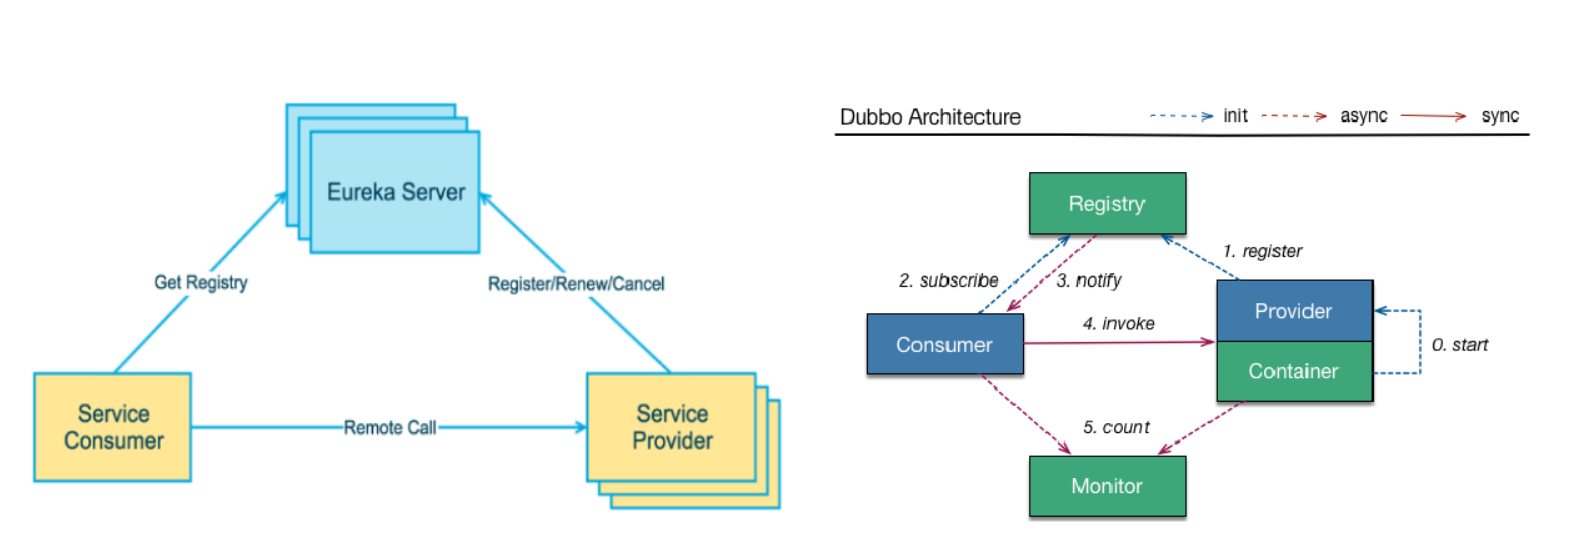 Eureka Server
Get Registry
Register/Renew/Cancel
Service
Consumer
Remote Call
Service
Provider
Dubbo Architecture
init
async
sync
Registry
1. register
2. subscribe
3. notify
Provider
4. invoke
Consumer
0. start
Container
5. count
Monitor